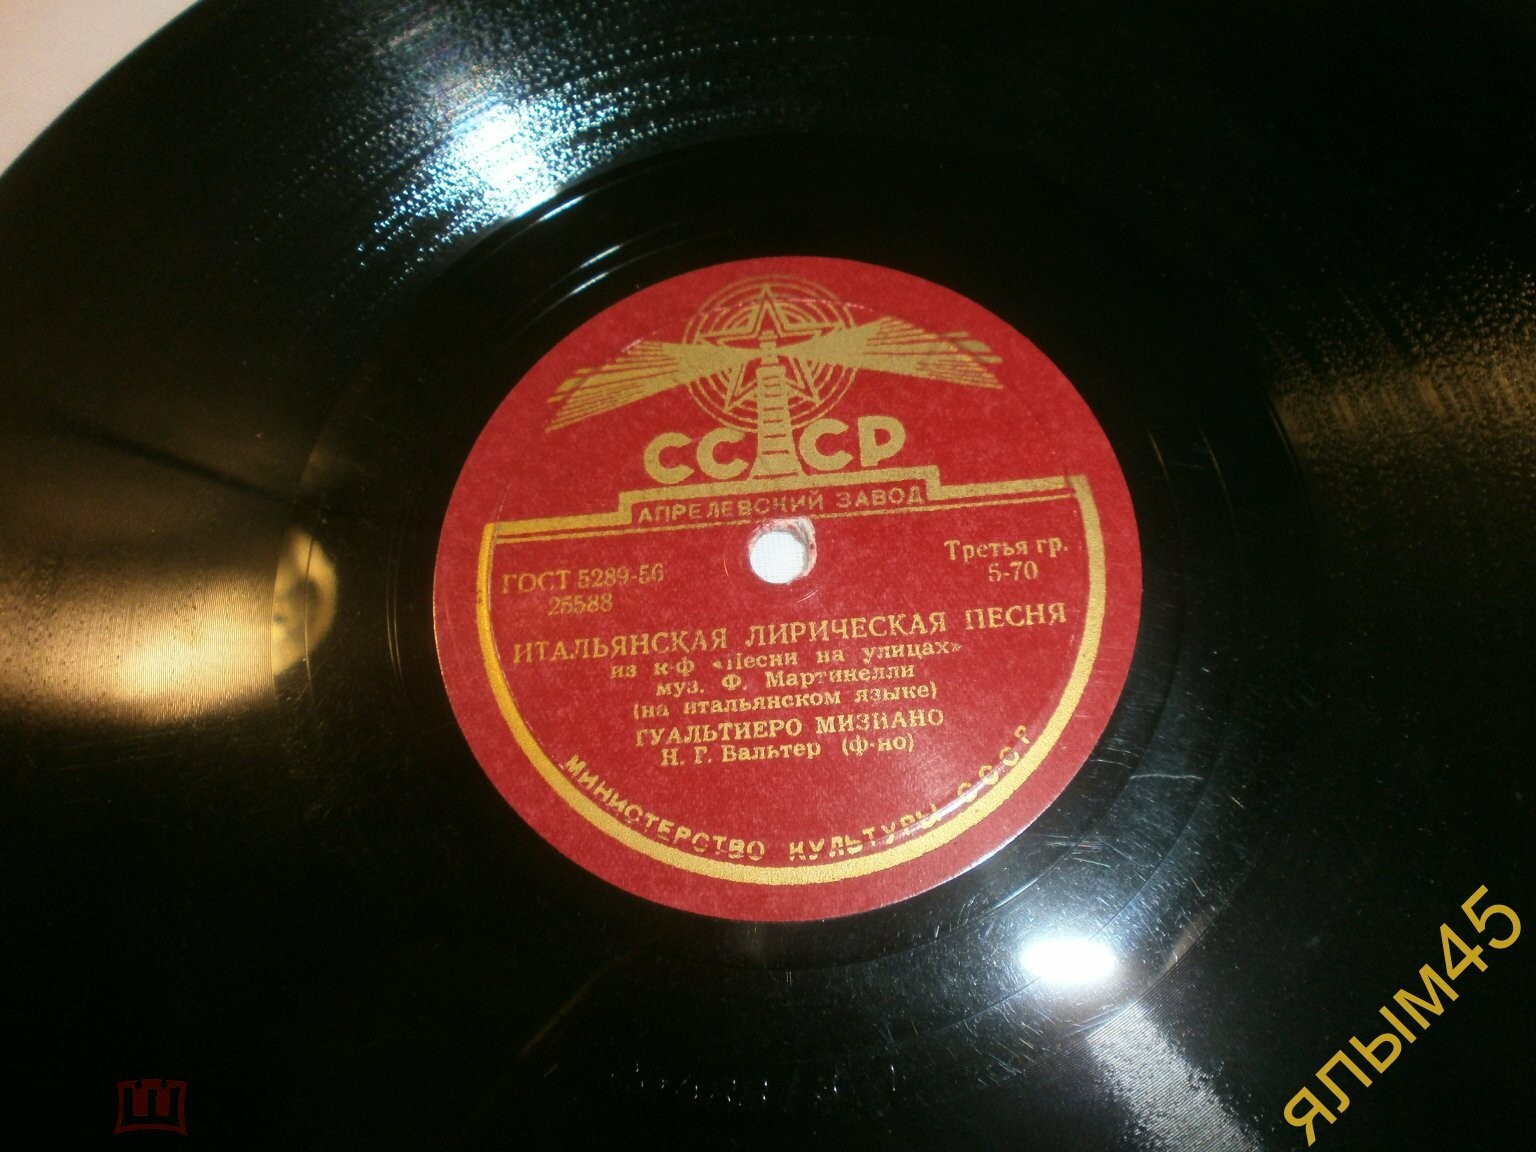 СССР
АПРЕЛЕВСКИЙ ЗАВОД
ГОСТ 5289-56
25588
Третья гр.
5-70
ИТАЛЬЯНСКАЯ ЛИРИЧЕСКАЯ ПЕСНЯ
из к-ф «Песни на улицах»
муз. Ф. Мартинелли
(на итальянском языке)
ГУАЛЬТИЕРО МИЗИАНО
Н. Г. Вальтер (ф-но)
МИНИСТЕРСТВО КУЛЬТУРЫ СССР
ялым45